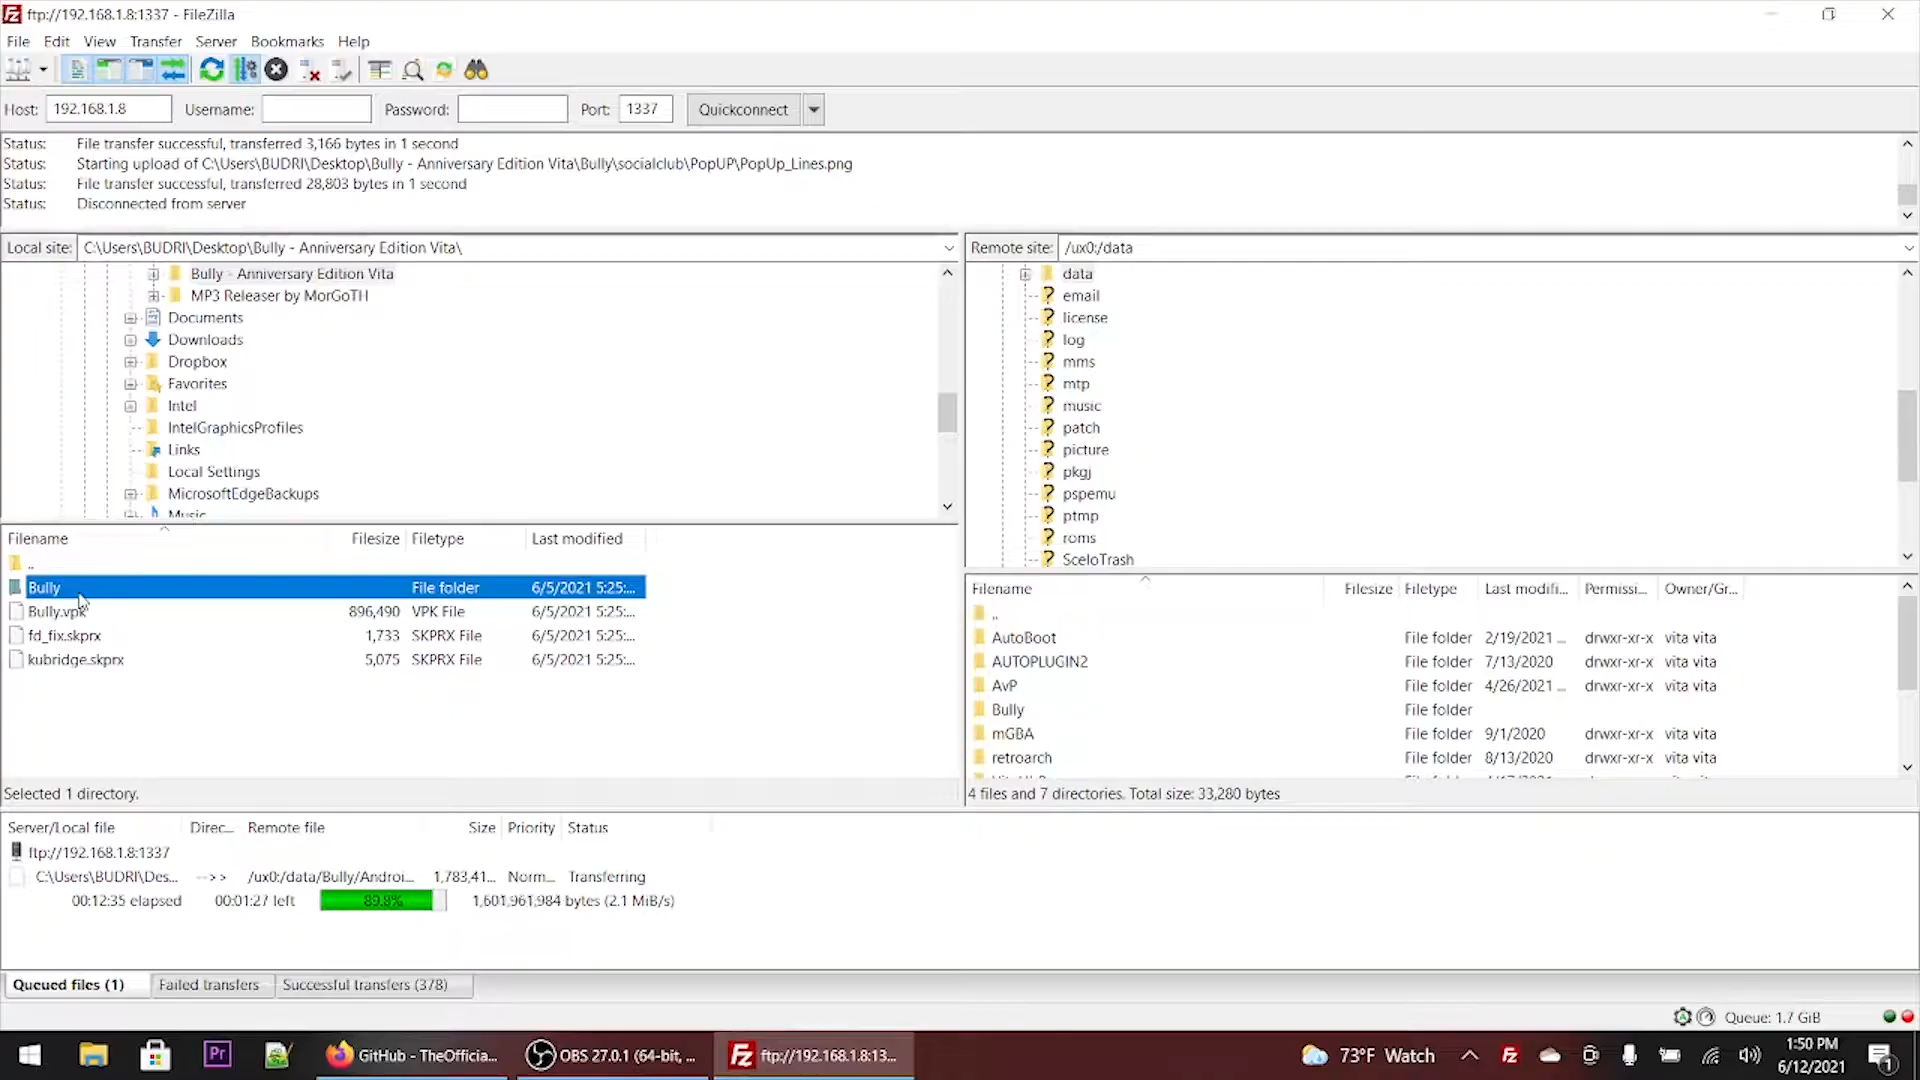 ftp://192.168.1.8:1337 - FileZilla
File Edit View Transfer Server Bookmarks Help
Host: 192.168.1.8 Username: Password: Port: 1337 Quickconnect
Status: File transfer successful, transferred 3,166 bytes in 1 second
Status: Starting upload of C:\Users\BUDRI\Desktop\Bully - Anniversary Edition Vita\Bully\socialclub\PopUP\PopUp_Lines.png
Status: File transfer successful, transferred 28,803 bytes in 1 second
Status: Disconnected from server
Local site: C:\Users\BUDRI\Desktop\Bully - Anniversary Edition Vita\
Bully - Anniversary Edition Vita
MP3 Releaser by MorGoTH
Documents
Downloads
Dropbox
Favorites
Intel
IntelGraphicsProfiles
Links
Local Settings
MicrosoftEdgeBackups
Music
Filename Filesize Filetype Last modified
..
Bully File folder 6/5/2021 5:25:...
Bully.vpk 896,490 VPK File 6/5/2021 5:25:...
fd_fix.skprx 1,733 SKPRX File 6/5/2021 5:25:...
kubridge.skprx 5,075 SKPRX File 6/5/2021 5:25:...
Selected 1 directory.
Remote site: /ux0:/data
data
email
license
log
mms
mtp
music
patch
picture
pkgj
pspemu
ptmp
roms
SceIoTrash
Filename Filesize Filetype Last modifi... Permissi... Owner/Gr...
..
AutoBoot File folder 2/19/2021 ... drwxr-xr-x vita vita
AUTOPLUGIN2 File folder 7/13/2020 drwxr-xr-x vita vita
AvP File folder 4/26/2021 ... drwxr-xr-x vita vita
Bully File folder
mGBA File folder 9/1/2020 drwxr-xr-x vita vita
retroarch File folder 8/13/2020 drwxr-xr-x vita vita
4 files and 7 directories. Total size: 33,280 bytes
Server/Local file Direc... Remote file Size Priority Status
ftp://192.168.1.8:1337
C:\Users\BUDRI\Des... -->> /ux0:/data/Bully/Androi... 1,783,41... Norm... Transferring
00:12:35 elapsed 00:01:27 left 89.8% 1,601,961,984 bytes (2.1 MiB/s)
Queued files (1) Failed transfers Successful transfers (378)
Queue: 1.7 GiB
Pr GitHub - TheOfficia... OBS 27.0.1 (64-bit, ... ftp://192.168.1.8:13... 73°F Watch 1:50 PM
6/12/2021 1